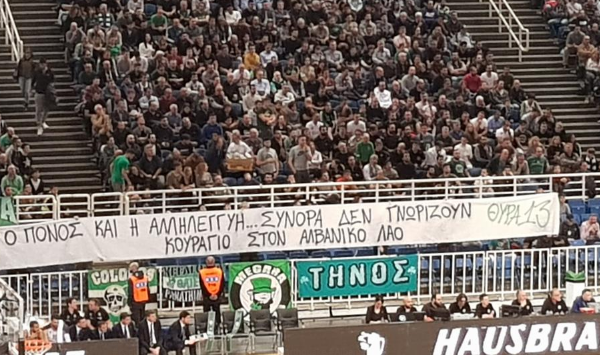 Ο ΠΟΝΟΣ ΚΑΙ Η ΑΛΛΗΛΕΓΓΥΗ... ΣΥΝΟΡΑ ΔΕΝ ΓΝΩΡΙΖΟΥΝ ΘΥΡΑ 13
ΚΟΥΡΑΓΙΟ ΣΤΟΝ ΑΛΒΑΝΙΚΟ ΛΑΟ
ΤΗΝΟΣ
HAUSBRA